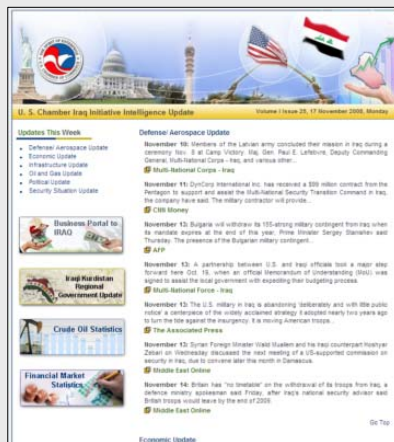 U. S. Chamber Iraq Initiative Intelligence Update
Volume I Issue 25, 17 November 2008, Monday
Updates This Week
Defense/ Aerospace Update
Economic Update
Infrastructure Update
Oil and Gas Update
Political Update
Security Situation Update
Business Portal to
IRAQ
Iraqi Kurdistan
Regional
Government Update
Crude Oil Statistics
Financial Market
Statistics
Defense/ Aerospace Update
November 10: Members of the Latvian army concluded their mission in Iraq during a
ceremony Nov. 8 at Camp Victory. Maj. Gen. Paul E. Lefebvre, Deputy Commanding
General, Multi-National Corps - Iraq, and various other...
Multi-National Corps - Iraq
November 11: DynCorp International Inc. has received a $89 million contract from the
Pentagon to support and assist the Multi-National Security Transition Command in Iraq,
the company have said. The military contractor will provide...
CNN Money
November 13: Bulgaria will withdraw its 155-strong military contingent from Iraq when
its mandate expires at the end of this year, Prime Minister Sergey Stanishev said
Thursday. The presence of the Bulgarian military contingent...
AFP
November 13: A partnership between U.S. and Iraqi officials took a major step
forward here Oct. 19, when an official Memorandum of Understanding (MoU) was
signed to assist the local government with expediting their budgeting process.
Multi-National Force - Iraq
November 13: The U.S. military in Iraq is abandoning 'deliberately and with little public
notice' a centerpiece of the widely acclaimed strategy it adopted nearly two years ago
to turn the tide against the insurgency. It is moving American troops...
The Associated Press
November 13: Syrian Foreign Minister Walid Muallem and his Iraqi counterpart Hoshyar
Zebari on Wednesday discussed the next meeting of a US-supported commission on
security in Iraq, due to convene later this month in Damascus.
Middle East Online
November 14: Britain has "no timetable" on the withdrawal of its troops from Iraq, a
defence ministry spokesman said Friday, after Iraq's national security advisor said
British troops would leave by the end of 2009.
Middle East Online
Go Top
Economic Update